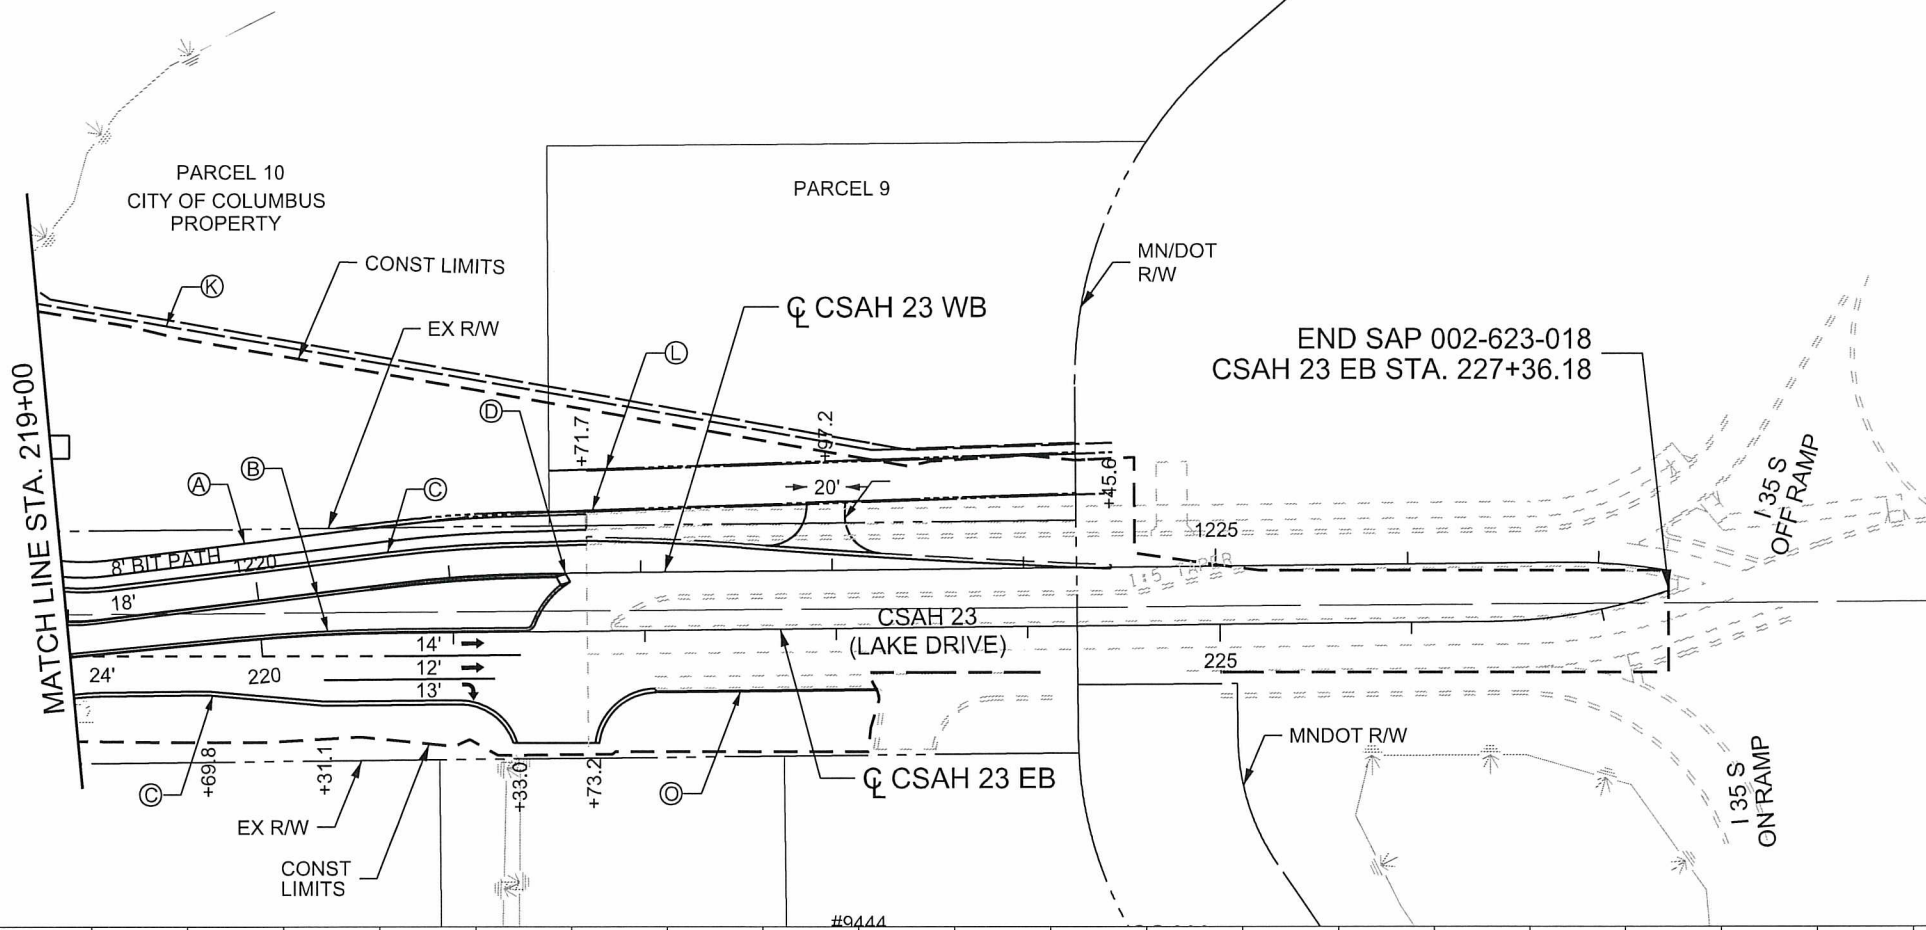 PARCEL 10
CITY OF COLUMBUS
PROPERTY
PARCEL 9
CONST LIMITS
K
EX R/W
℄ CSAH 23 WB
MN/DOT
R/W
END SAP 002-623-018
CSAH 23 EB STA. 227+36.18
MATCH LINE STA. 219+00
L
D
+71.7
+97.2
A
B
C
20'
+45.6
I 35 S
OFF RAMP
8' BIT PATH
1220
1225
1:5 TAPER
18'
CSAH 23
(LAKE DRIVE)
14'
12'
13'
24'
220
225
+69.8
+31.1
+33.0
+73.2
C
O
℄ CSAH 23 EB
MNDOT R/W
I 35 S
ON RAMP
EX R/W
CONST
LIMITS
#9444